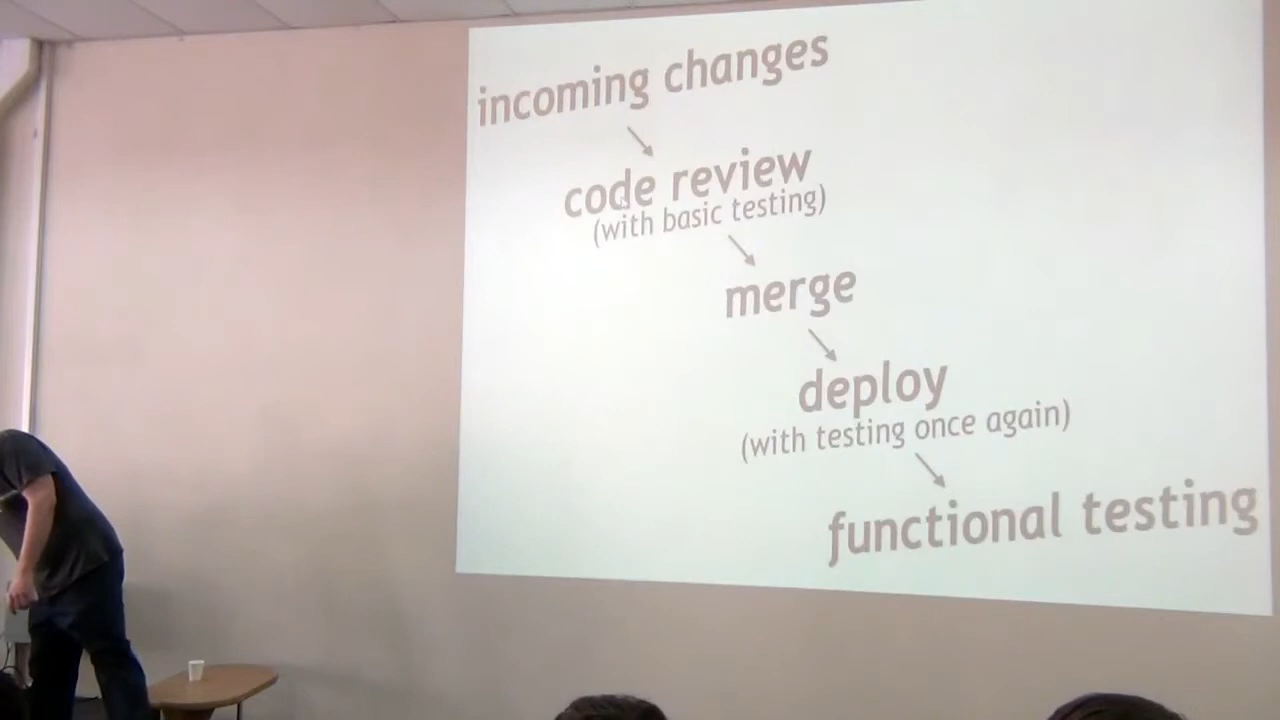 incoming changes
code review
(with basic testing)
merge
deploy
(with testing once again)
functional testing